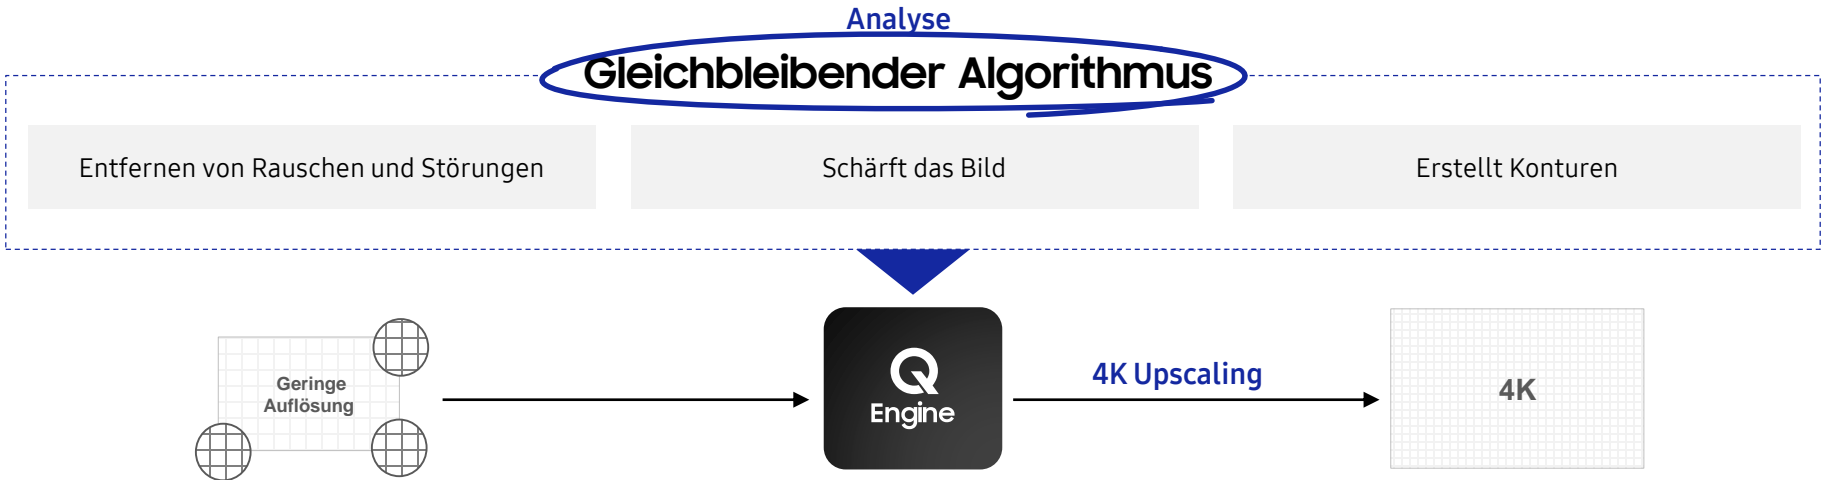 Analyse
Gleichbleibender Algorithmus
Entfernen von Rauschen und Störungen
Schärft das Bild
Erstellt Konturen
Geringe
Auflösung
Q
Engine
4K Upscaling
4K